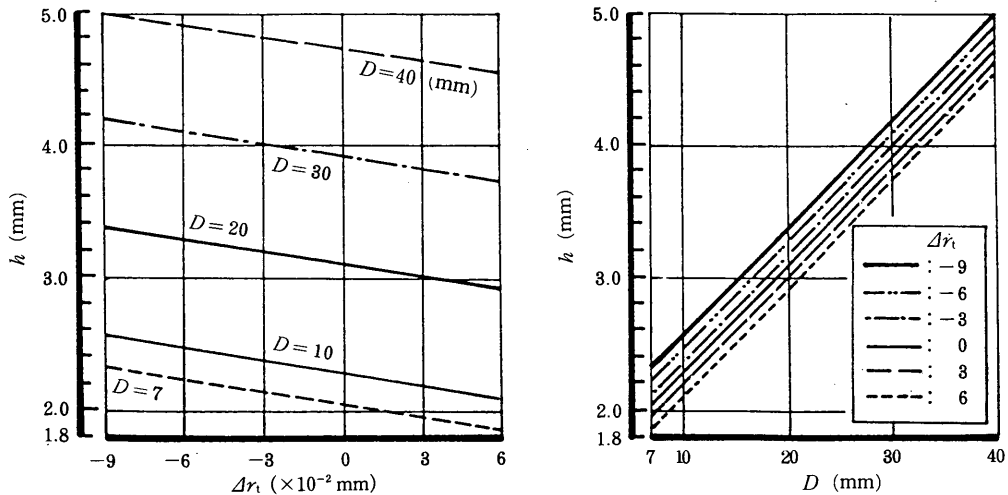 5.0
4.0
3.0
2.0
1.8
h (mm)
D=40 (mm)
D=30
D=20
D=10
D=7
−9 −6 −3 0 3 6
Δr₁ (×10⁻² mm)
5.0
4.0
3.0
2.0
1.8
h (mm)
Δr₁
: −9
: −6
: −3
: 0
: 3
: 6
7 10 20 30 40
D (mm)